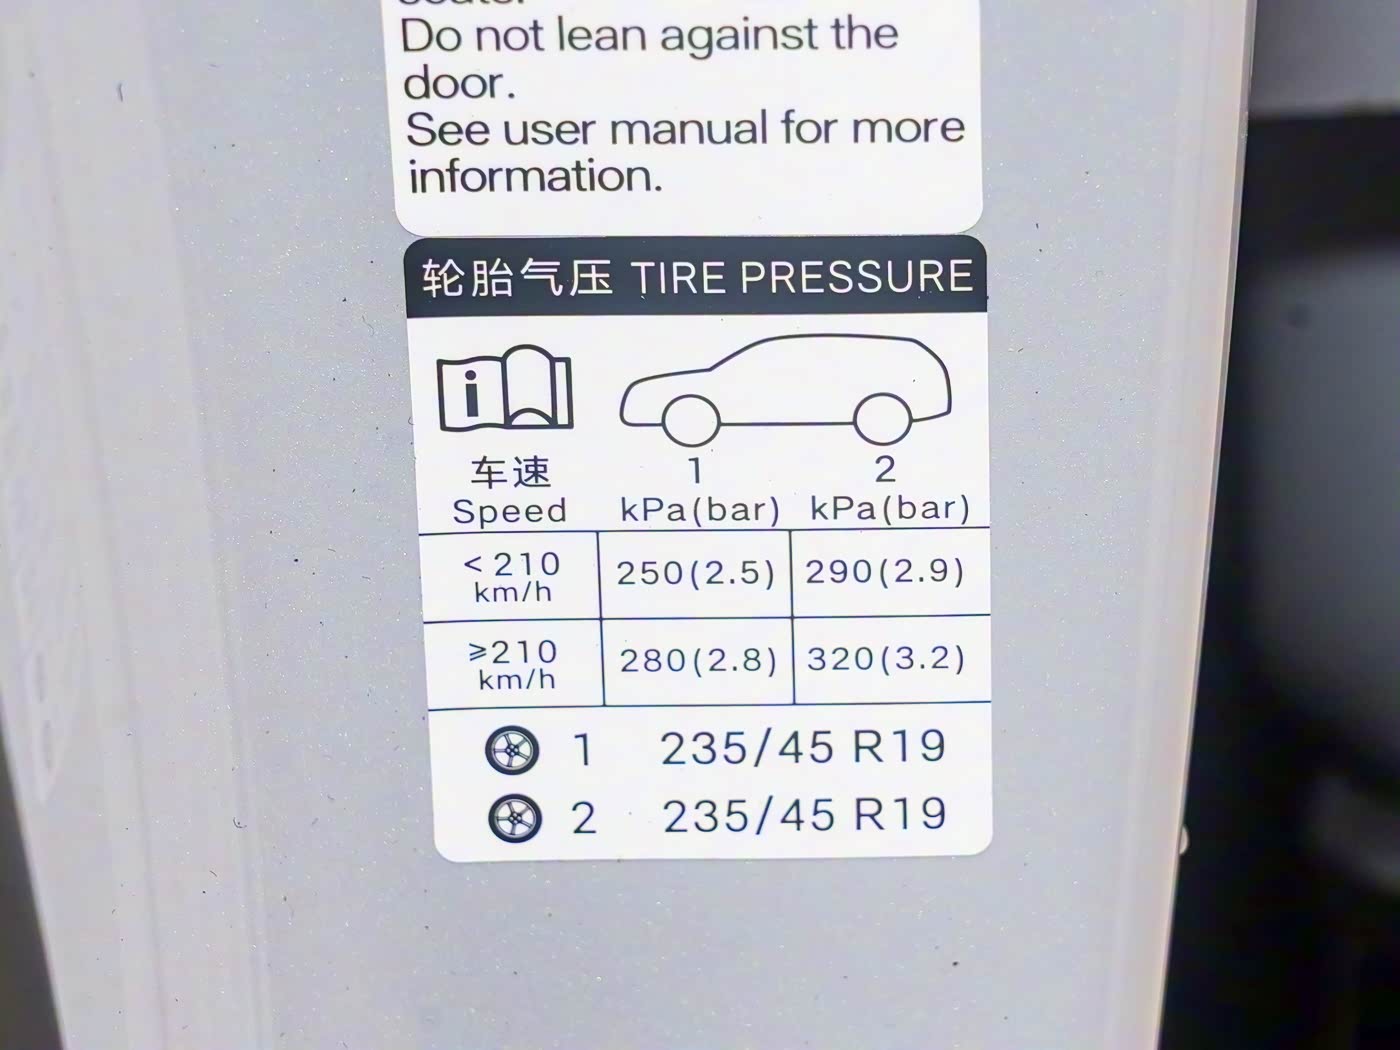 Do not lean against the
door.
See user manual for more
information.
轮胎气压 TIRE PRESSURE
i
车速 1 2
Speed kPa(bar) kPa(bar)
<210 km/h 250(2.5) 290(2.9)
⩾210 km/h 280(2.8) 320(3.2)
1 235/45 R19
2 235/45 R19